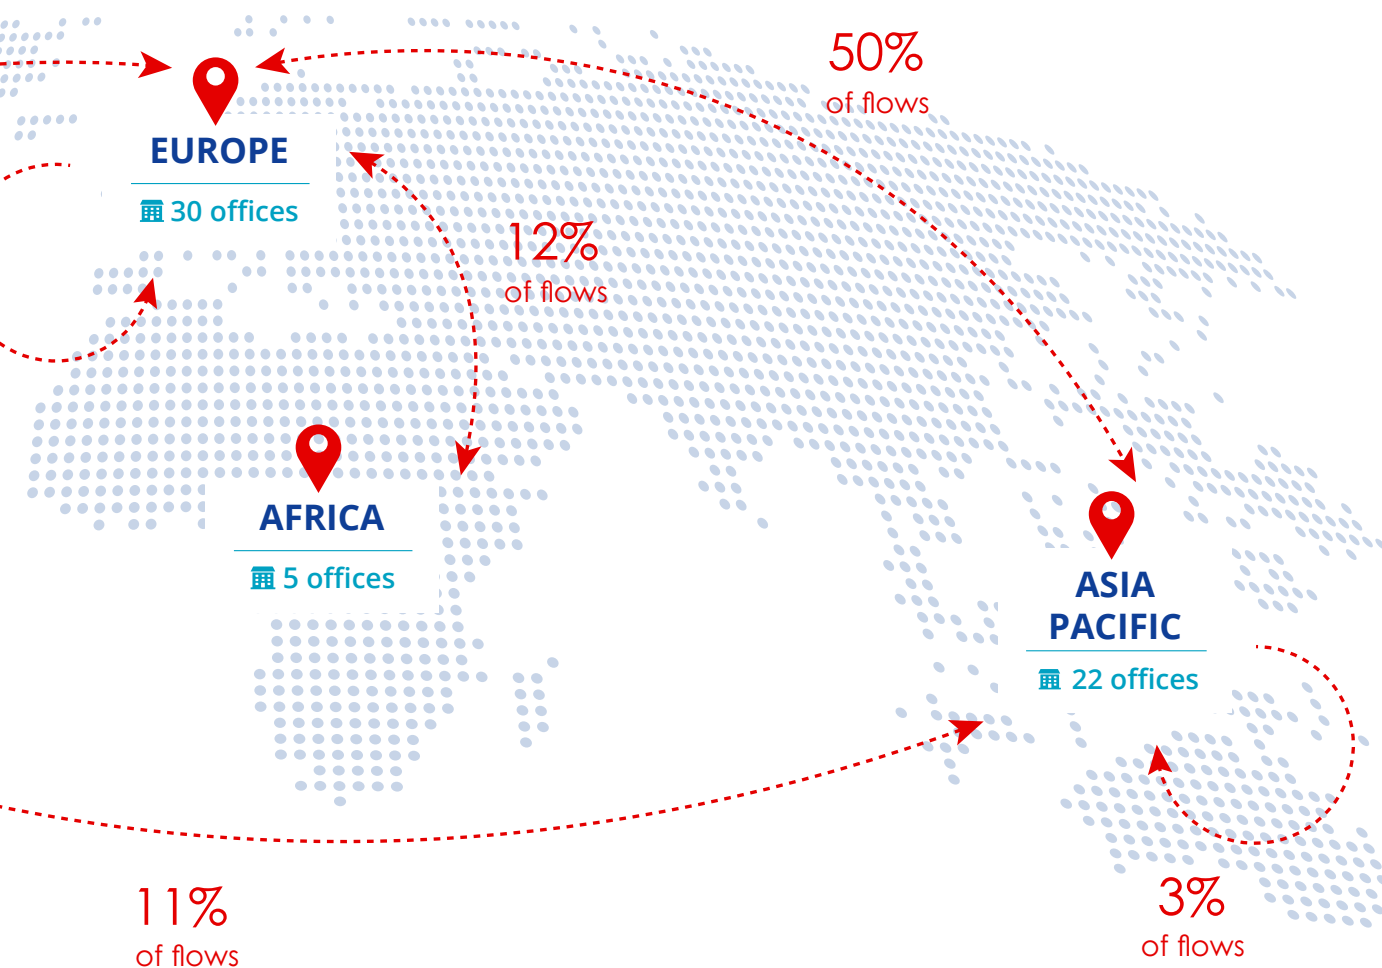 50%
of flows
EUROPE
30 offices
12%
of flows
AFRICA
5 offices
ASIA
PACIFIC
22 offices
11%
of flows
3%
of flows